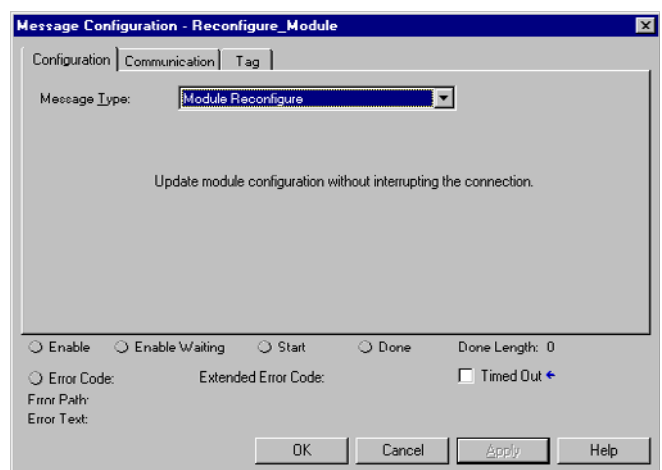 Message Configuration - Reconfigure_Module
Configuration Communication Tag
Message Type: Module Reconfigure
Update module configuration without interrupting the connection.
Enable Enable Waiting Start Done Done Length: 0
Error Code: Extended Error Code: Timed Out
Error Path:
Error Text:
OK Cancel Apply Help